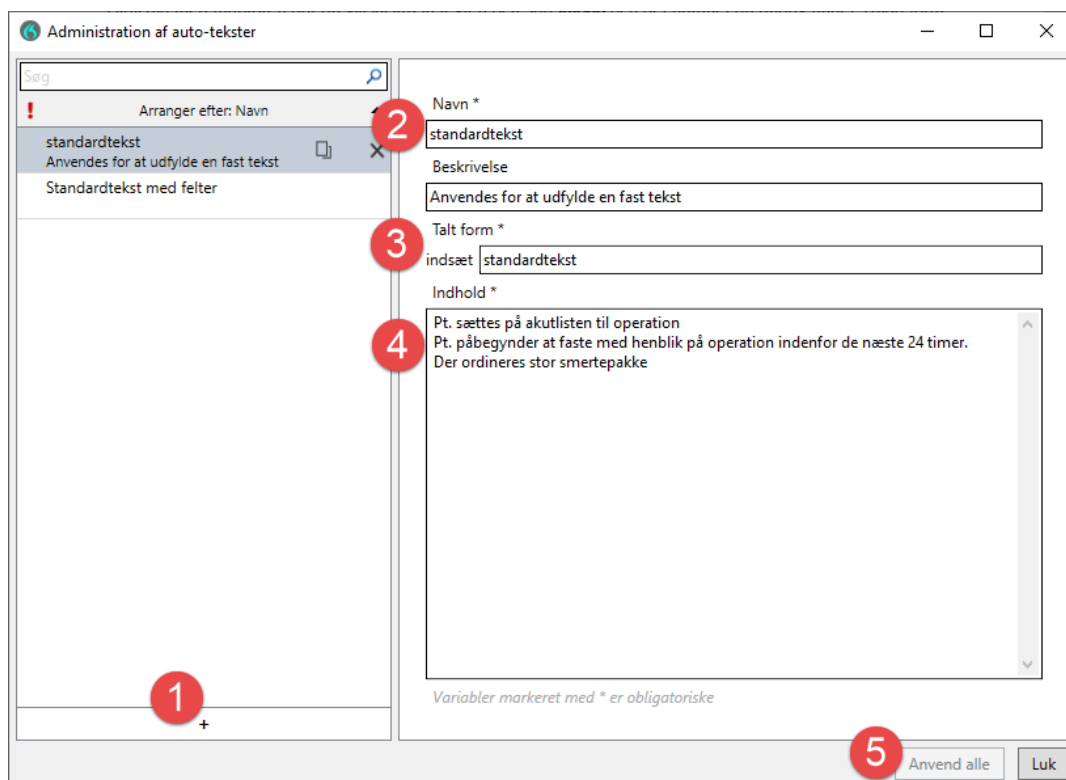 Administration af auto-tekster
Søg
! Arranger efter: Navn
standardtekst
Anvendes for at udfylde en fast tekst
Standardtekst med felter
1
+
2
Navn *
standardtekst
Beskrivelse
Anvendes for at udfylde en fast tekst
3
Talt form *
indsæt standardtekst
Indhold *
4
Pt. sættes på akutlisten til operation
Pt. påbegynder at faste med henblik på operation indenfor de næste 24 timer.
Der ordineres stor smertepakke
Variabler markeret med * er obligatoriske
5
Anvend alle
Luk